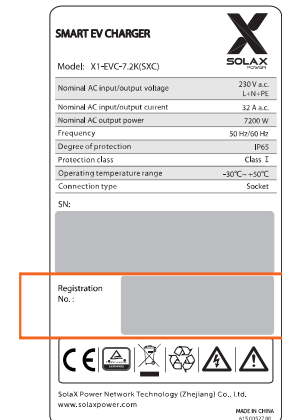 SMART EV CHARGER
SOLAX
POWER
Model: X1-EVC-7.2K(SXC)
Nominal AC input/output voltage 230 V a.c. L+N+PE
Nominal AC input/output current 32 A a.c.
Nominal AC output power 7200 W
Frequency 50 Hz/60 Hz
Degree of protection IP65
Protection class Class I
Operating temperature range -30℃~ +50℃
Connection type Socket
SN:
Registration
No. :
CE
SolaX Power Network Technology (Zhejiang) Co., Ltd.
www.solaxpower.com
MADE IN CHINA